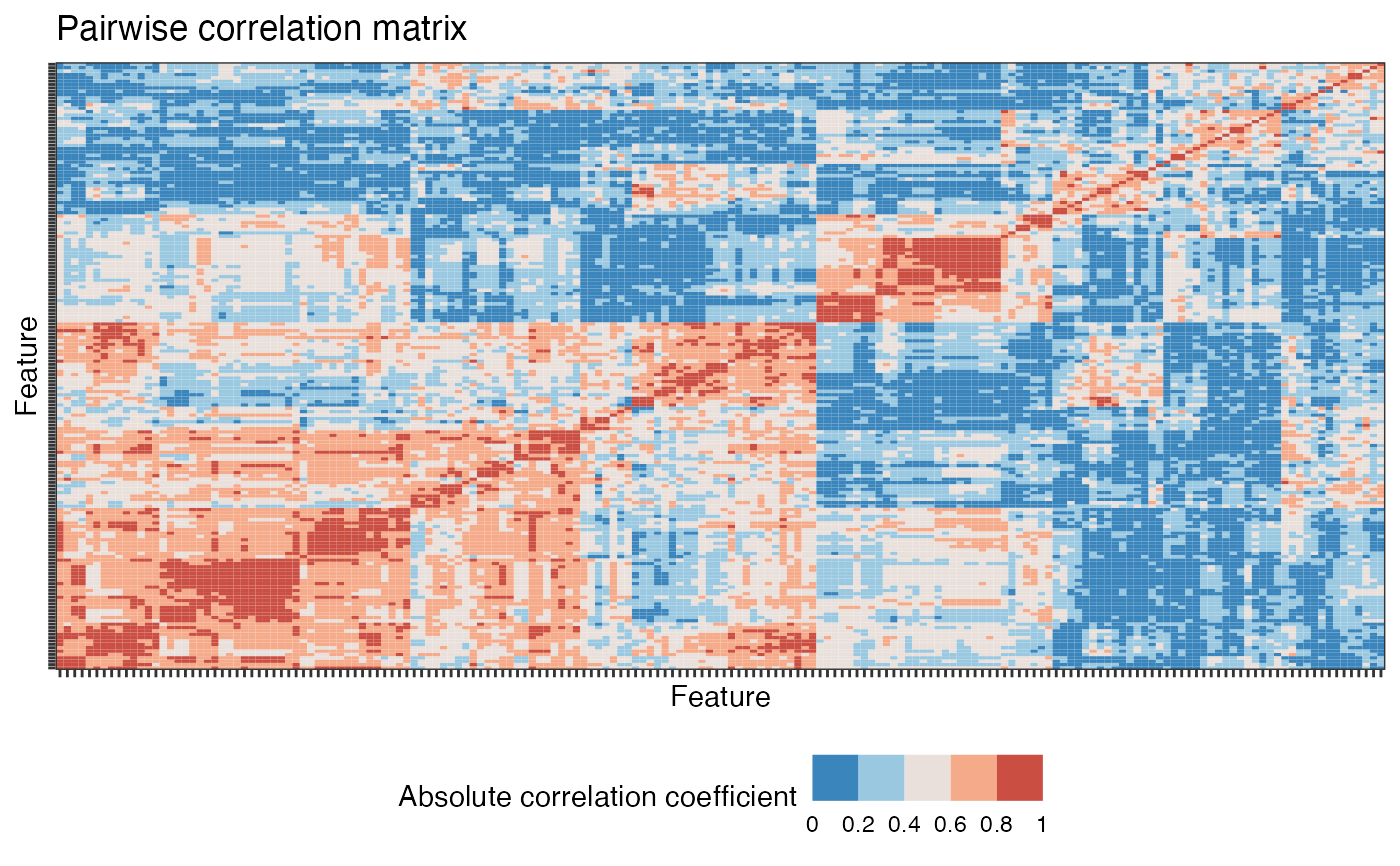 Pairwise correlation matrix
Feature
Feature
Absolute correlation coefficient
0 0.2 0.4 0.6 0.8 1